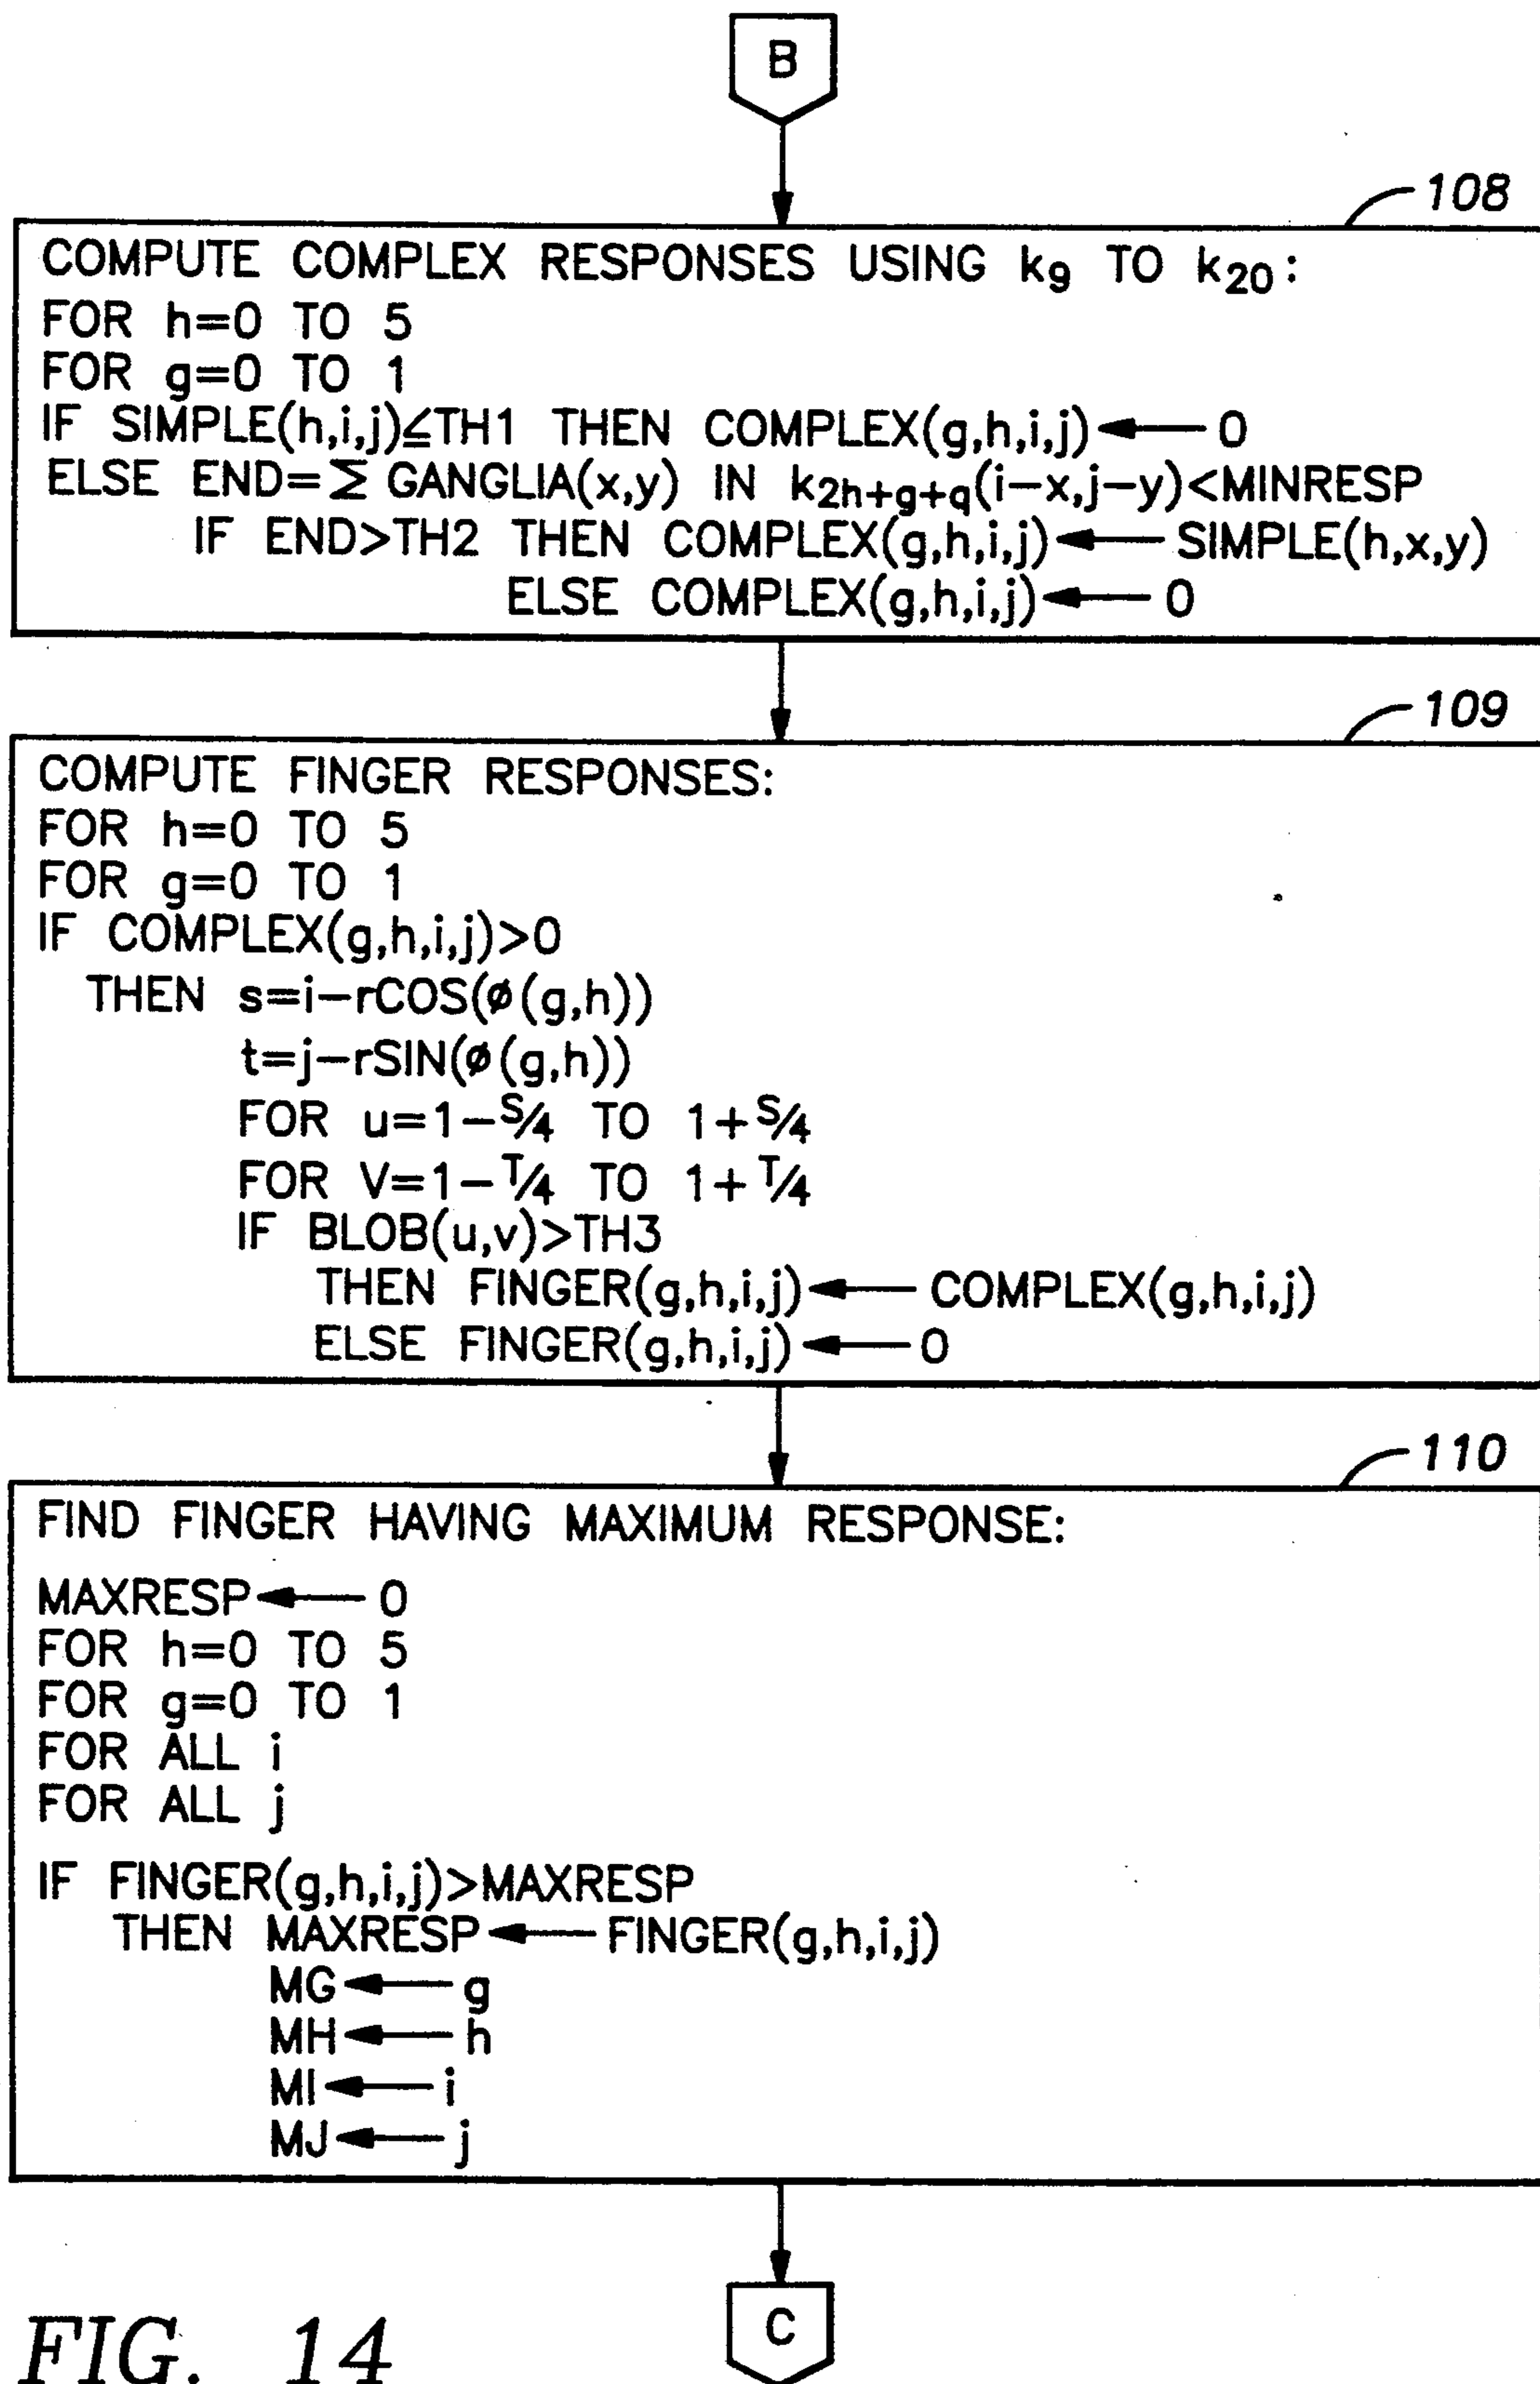 B
108
COMPUTE COMPLEX RESPONSES USING k9 TO k20:
FOR h=0 TO 5
FOR g=0 TO 1
IF SIMPLE(h,i,j)≦TH1 THEN COMPLEX(g,h,i,j)←0
ELSE END=Σ GANGLIA(x,y) IN k2h+g+q(i−x,j−y)<MINRESP
IF END>TH2 THEN COMPLEX(g,h,i,j)←SIMPLE(h,x,y)
ELSE COMPLEX(g,h,i,j)←0
109
COMPUTE FINGER RESPONSES:
FOR h=0 TO 5
FOR g=0 TO 1
IF COMPLEX(g,h,i,j)>0
THEN s=i−rCOS(ø(g,h))
t=j−rSIN(ø(g,h))
FOR u=1−S/4 TO 1+S/4
FOR V=1−T/4 TO 1+T/4
IF BLOB(u,v)>TH3
THEN FINGER(g,h,i,j)←COMPLEX(g,h,i,j)
ELSE FINGER(g,h,i,j)←0
110
FIND FINGER HAVING MAXIMUM RESPONSE:
MAXRESP←0
FOR h=0 TO 5
FOR g=0 TO 1
FOR ALL i
FOR ALL j
IF FINGER(g,h,i,j)>MAXRESP
THEN MAXRESP←FINGER(g,h,i,j)
MG←g
MH←h
MI←i
MJ←j
C
FIG. 14